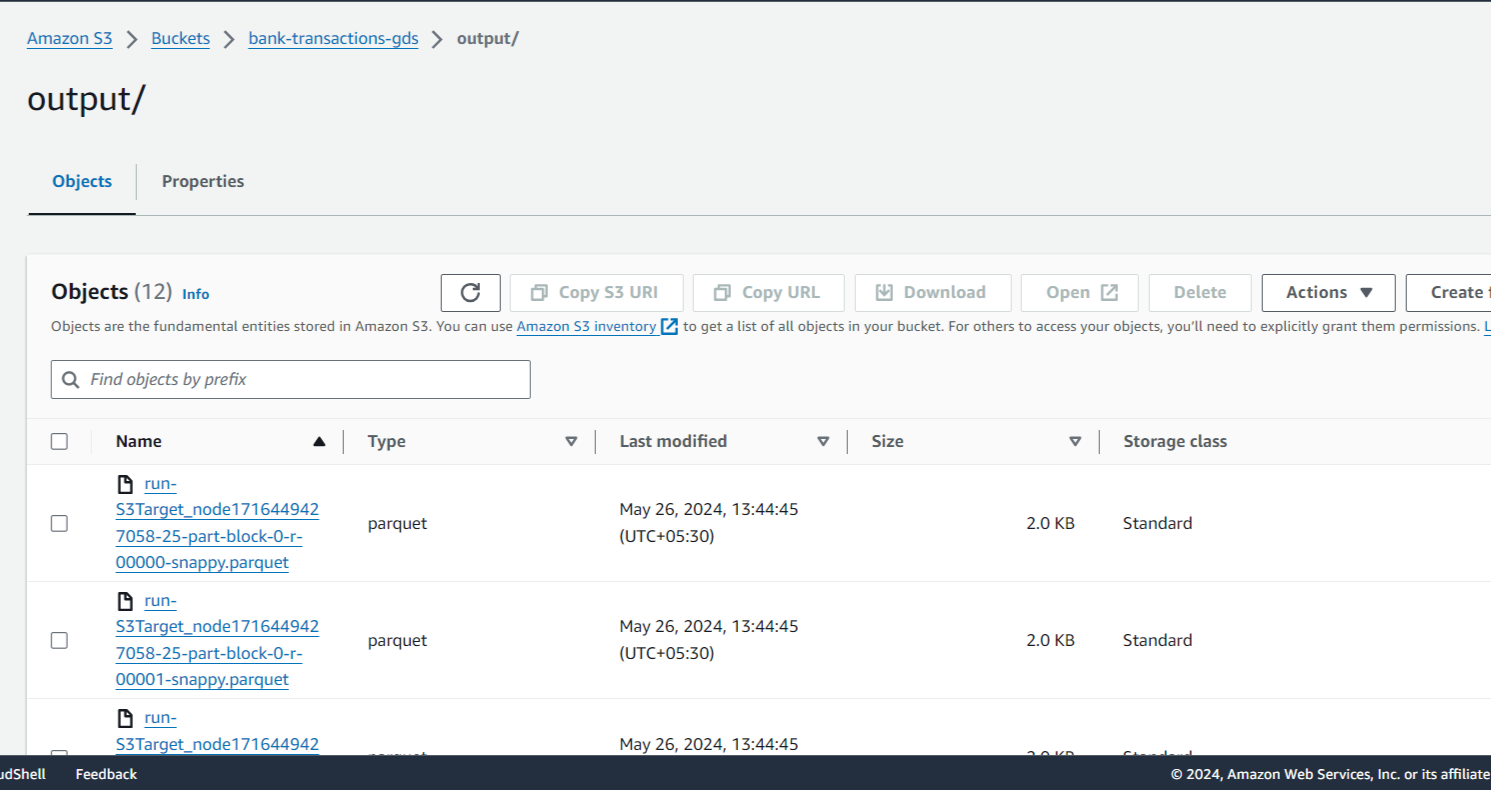 Amazon S3 > Buckets > bank-transactions-gds > output/
output/
Objects Properties
Objects (12) Info Copy S3 URI Copy URL Download Open Delete Actions Create
Objects are the fundamental entities stored in Amazon S3. You can use Amazon S3 inventory to get a list of all objects in your bucket. For others to access your objects, you'll need to explicitly grant them permissions.
Find objects by prefix
Name Type Last modified Size Storage class
run-
S3Target_node171644942
7058-25-part-block-0-r-
00000-snappy.parquet
parquet
May 26, 2024, 13:44:45
(UTC+05:30)
2.0 KB
Standard
run-
S3Target_node171644942
7058-25-part-block-0-r-
00001-snappy.parquet
parquet
May 26, 2024, 13:44:45
(UTC+05:30)
2.0 KB
Standard
run-
S3Target_node171644942
May 26, 2024, 13:44:45
udShell Feedback
© 2024, Amazon Web Services, Inc. or its affiliate